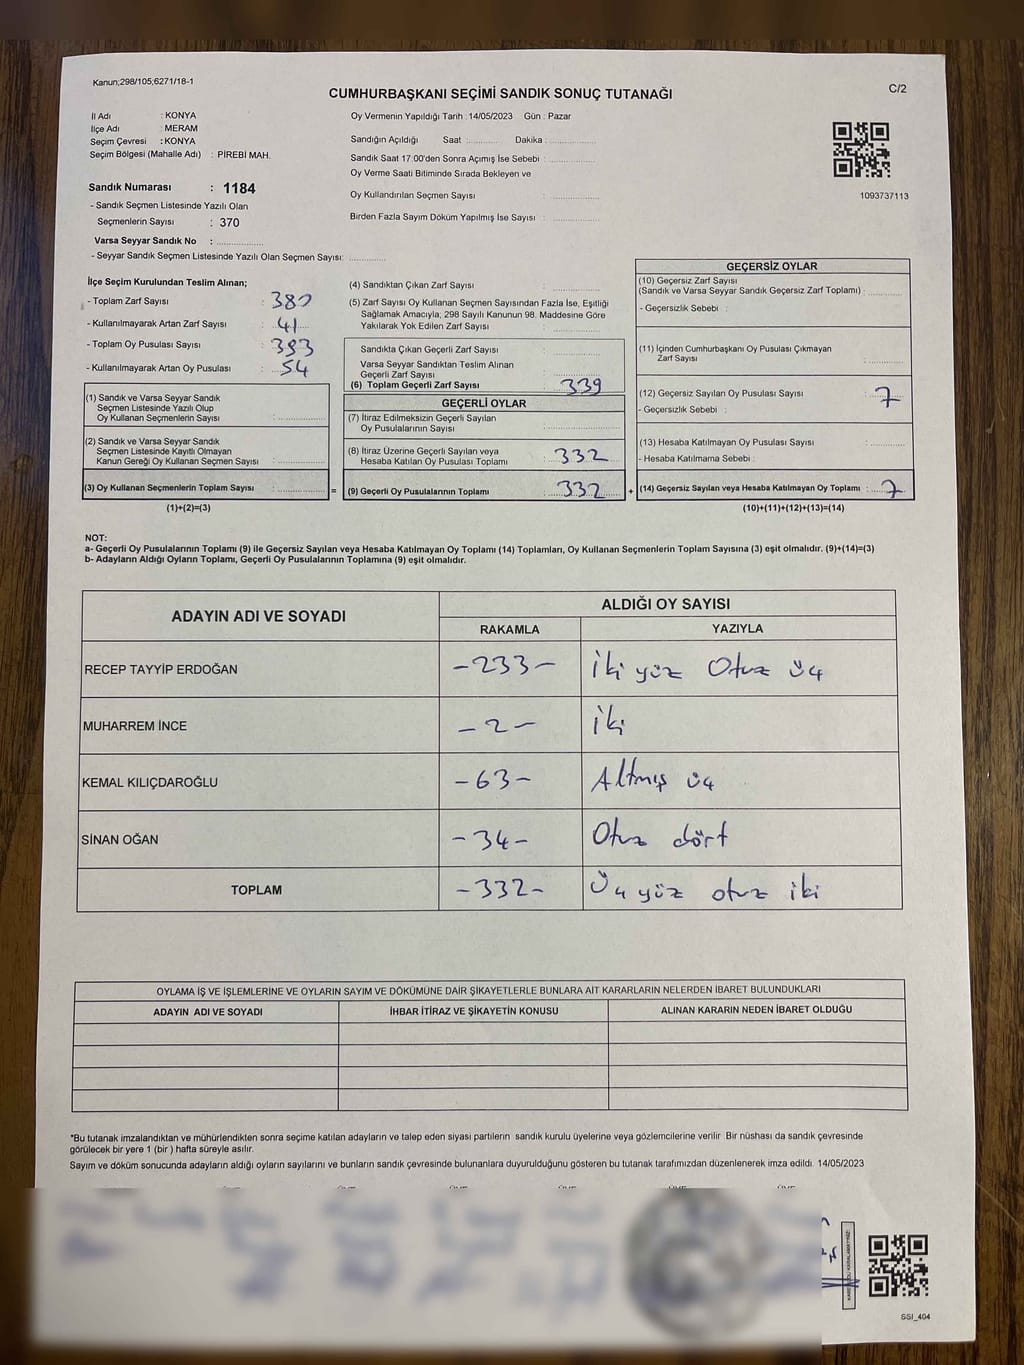 Kanun;298/105;6271/18-1
C/2
CUMHURBAŞKANI SEÇİMİ SANDIK SONUÇ TUTANAĞI
İl Adı : KONYA
İlçe Adı : MERAM
Seçim Çevresi : KONYA
Seçim Bölgesi (Mahalle Adı) : PİREBİ MAH.
Sandık Numarası : 1184
- Sandık Seçmen Listesinde Yazılı Olan
Seçmenlerin Sayısı : 370
Varsa Seyyar Sandık No :
- Seyyar Sandık Seçmen Listesinde Yazılı Olan Seçmen Sayısı:
Oy Vermenin Yapıldığı Tarih : 14/05/2023 Gün : Pazar
Sandığın Açıldığı Saat : Dakika :
Sandık Saat 17.00'den Sonra Açımış İse Sebebi :
Oy Verme Saati Bitiminde Sırada Bekleyen ve
Oy Kullandırılan Seçmen Sayısı :
Birden Fazla Sayım Döküm Yapılmış İse Sayısı :
1093737113
İlçe Seçim Kurulundan Teslim Alınan;
- Toplam Zarf Sayısı : 380
- Kullanılmayarak Artan Zarf Sayısı : 41
- Toplam Oy Pusulası Sayısı : 393
- Kullanılmayarak Artan Oy Pusulası : 54
(1) Sandık ve Varsa Seyyar Sandık
Seçmen Listesinde Yazılı Olup
Oy Kullanan Seçmenlerin Sayısı :
(2) Sandık ve Varsa Seyyar Sandık
Seçmen Listesinde Kayıtlı Olmayan
Kanun Gereği Oy Kullanan Seçmen Sayısı :
(3) Oy Kullanan Seçmenlerin Toplam Sayısı : =
(1)+(2)=(3)
(4) Sandıktan Çıkan Zarf Sayısı :
(5) Zarf Sayısı Oy Kullanan Seçmen Sayısından Fazla İse, Eşitliği
Sağlamak Amacıyla, 298 Sayılı Kanunun 98. Maddesine Göre
Yakılarak Yok Edilen Zarf Sayısı :
Sandıkta Çıkan Geçerli Zarf Sayısı :
Varsa Seyyar Sandıktan Teslim Alınan
Geçerli Zarf Sayısı :
(6) Toplam Geçerli Zarf Sayısı : 339
GEÇERLİ OYLAR
(7) İtiraz Edilmeksizin Geçerli Sayılan
Oy Pusulalarının Sayısı :
(8) İtiraz Üzerine Geçerli Sayılan veya
Hesaba Katılan Oy Pusulası Toplamı : 332
(9) Geçerli Oy Pusulalarının Toplamı : 332 +
GEÇERSİZ OYLAR
(10) Geçersiz Zarf Sayısı
(Sandık ve Varsa Seyyar Sandık Geçersiz Zarf Toplamı) :
- Geçersizlik Sebebi :
(11) İçinden Cumhurbaşkanı Oy Pusulası Çıkmayan
Zarf Sayısı :
(12) Geçersiz Sayılan Oy Pusulası Sayısı : 7
- Geçersizlik Sebebi :
(13) Hesaba Katılmayan Oy Pusulası Sayısı :
- Hesaba Katılmama Sebebi :
(14) Geçersiz Sayılan veya Hesaba Katılmayan Oy Toplamı : 7
(10)+(11)+(12)+(13)=(14)
NOT:
a- Geçerli Oy Pusulalarının Toplamı (9) ile Geçersiz Sayılan veya Hesaba Katılmayan Oy Toplamı (14) Toplamları, Oy Kullanan Seçmenlerin Toplam Sayısına (3) eşit olmalıdır. (9)+(14)=(3)
b- Adayların Aldığı Oyların Toplamı, Geçerli Oy Pusulalarının Toplamına (9) eşit olmalıdır.
ADAYIN ADI VE SOYADI
ALDIĞI OY SAYISI
RAKAMLA YAZIYLA
RECEP TAYYİP ERDOĞAN -233- İki yüz Otuz üç
MUHARREM İNCE -2- İki
KEMAL KILIÇDAROĞLU -63- Altmış üç
SİNAN OĞAN -34- Otuz dört
TOPLAM -332- Üç yüz otuz iki
OYLAMA İŞ VE İŞLEMLERİNE VE OYLARIN SAYIM VE DÖKÜMÜNE DAİR ŞİKAYETLERLE BUNLARA AİT KARARLARIN NELERDEN İBARET BULUNDUKLARI
ADAYIN ADI VE SOYADI İHBAR İTİRAZ VE ŞİKAYETİN KONUSU ALINAN KARARIN NEDEN İBARET OLDUĞU
*Bu tutanak imzalandıktan ve mühürlendikten sonra seçime katılan adayların ve talep eden siyasi partilerin sandık kurulu üyelerine veya gözlemcilerine verilir. Bir nüshası da sandık çevresinde
görülecek bir yere 1 (bir ) hafta süreyle asılır.
Sayım ve döküm sonucunda adayların aldığı oyların sayılarını ve bunların sandık çevresinde bulunanlara duyurulduğunu gösteren bu tutanak tarafımızdan düzenlenerek imza edildi. 14/05/2023
SSI_404